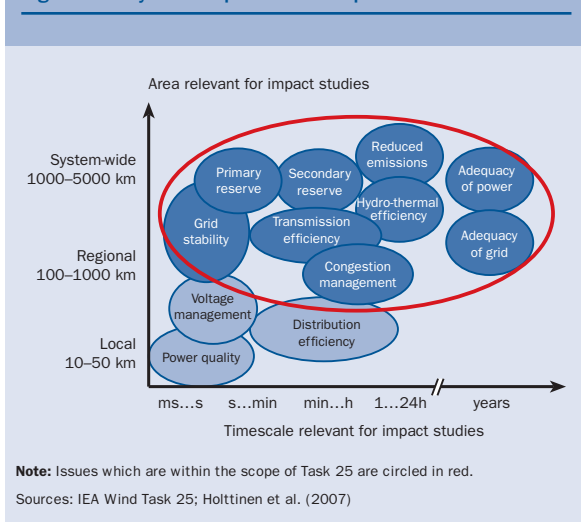 Area relevant for impact studies
System-wide
1000–5000 km
Regional
100–1000 km
Local
10–50 km
Primary
reserve
Secondary
reserve
Reduced
emissions
Adequacy
of power
Grid
stability
Transmission
efficiency
Hydro-thermal
efficiency
Adequacy
of grid
Congestion
management
Voltage
management
Distribution
efficiency
Power quality
ms…s
s…min
min…h
1…24h
years
Timescale relevant for impact studies
Note: Issues which are within the scope of Task 25 are circled in red.
Sources: IEA Wind Task 25; Holttinen et al. (2007)